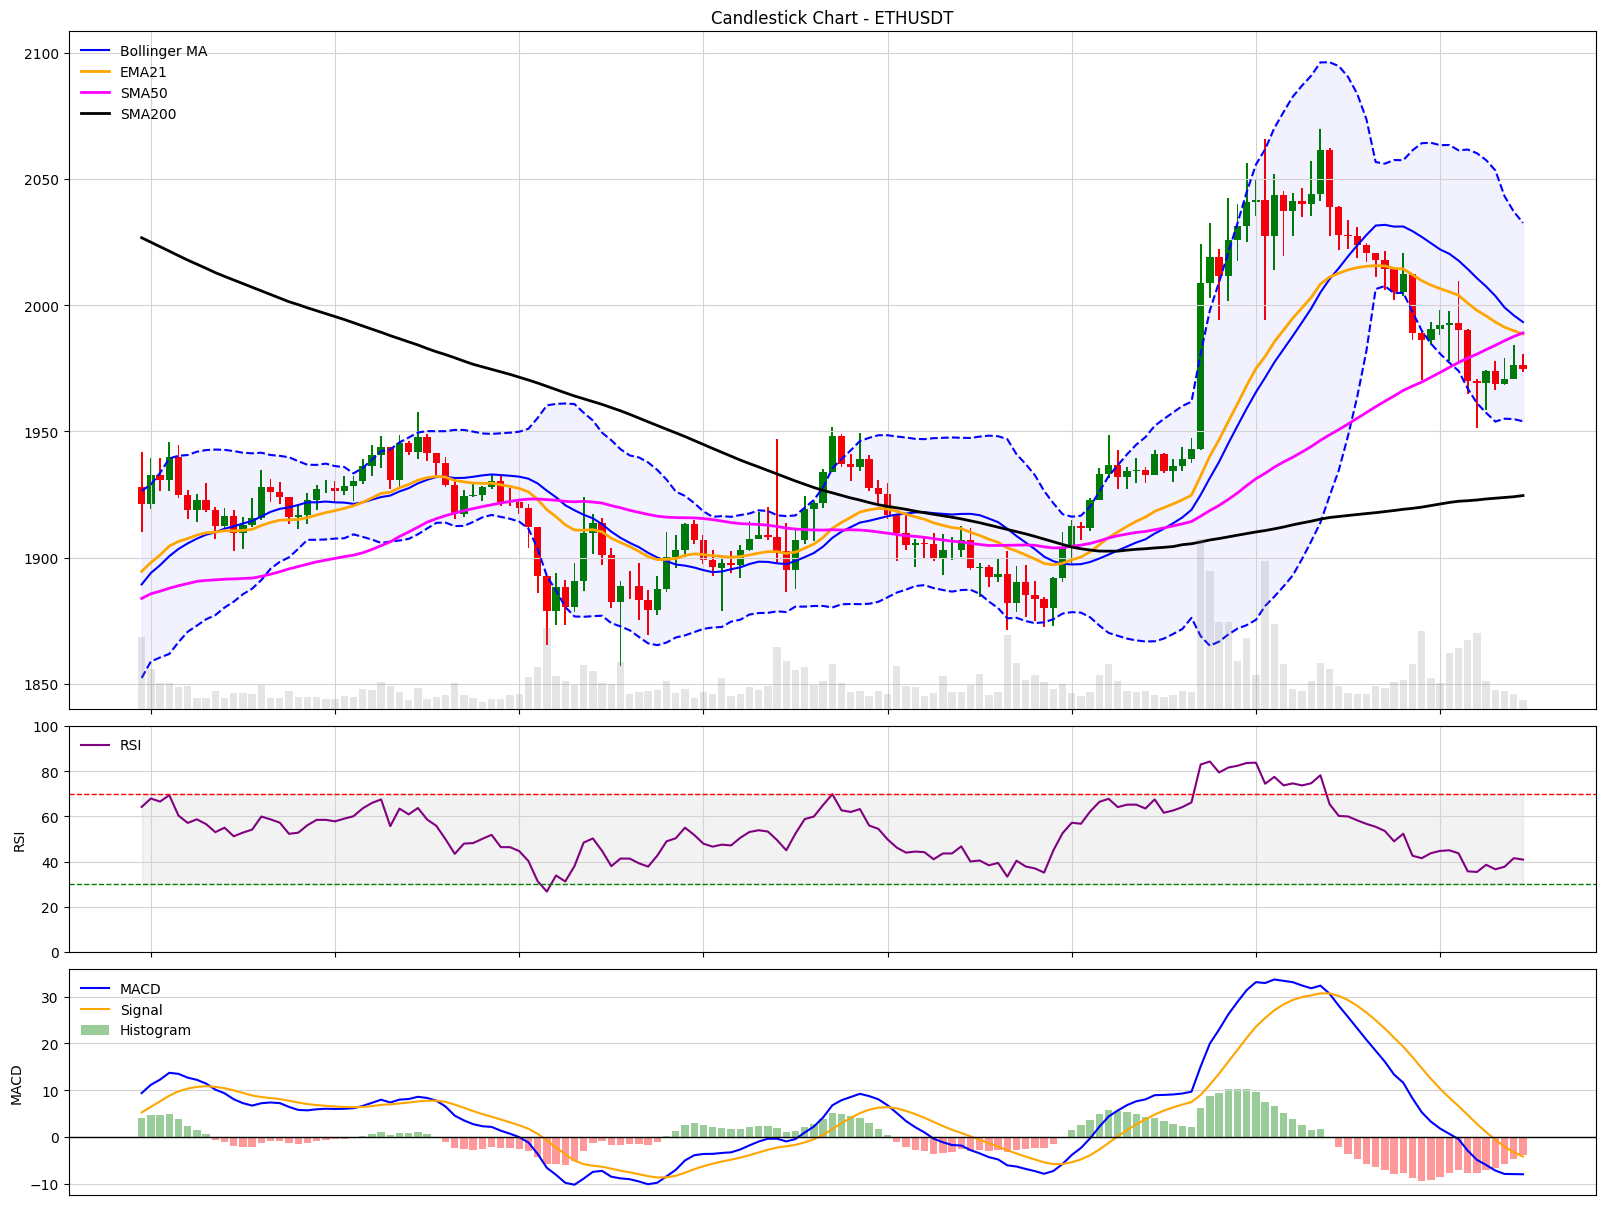 Candlestick Chart - ETHUSDT
Bollinger MA
EMA21
SMA50
SMA200
2100
2050
2000
1950
1900
1850
RSI
100
80
60
40
20
0
RSI
MACD
Signal
Histogram
30
20
10
0
−10
MACD